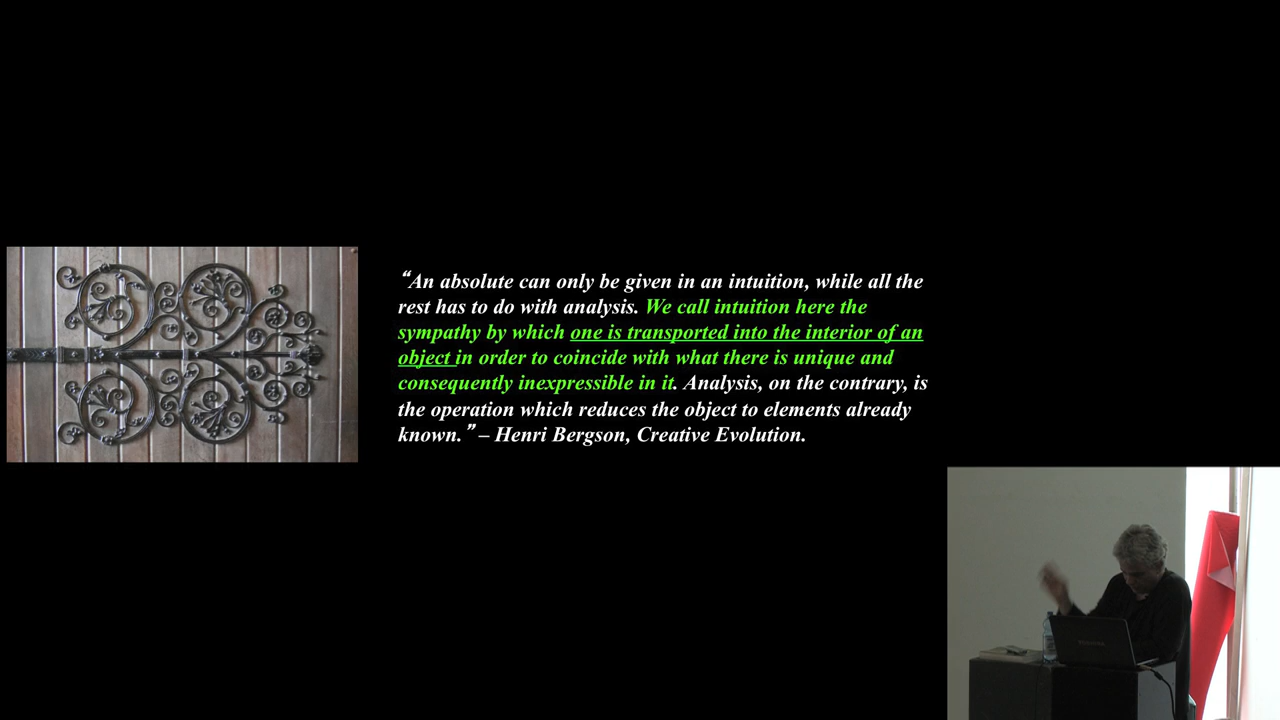 “An absolute can only be given in an intuition, while all the
rest has to do with analysis. We call intuition here the
sympathy by which one is transported into the interior of an
object in order to coincide with what there is unique and
consequently inexpressible in it. Analysis, on the contrary, is
the operation which reduces the object to elements already
known.” – Henri Bergson, Creative Evolution.